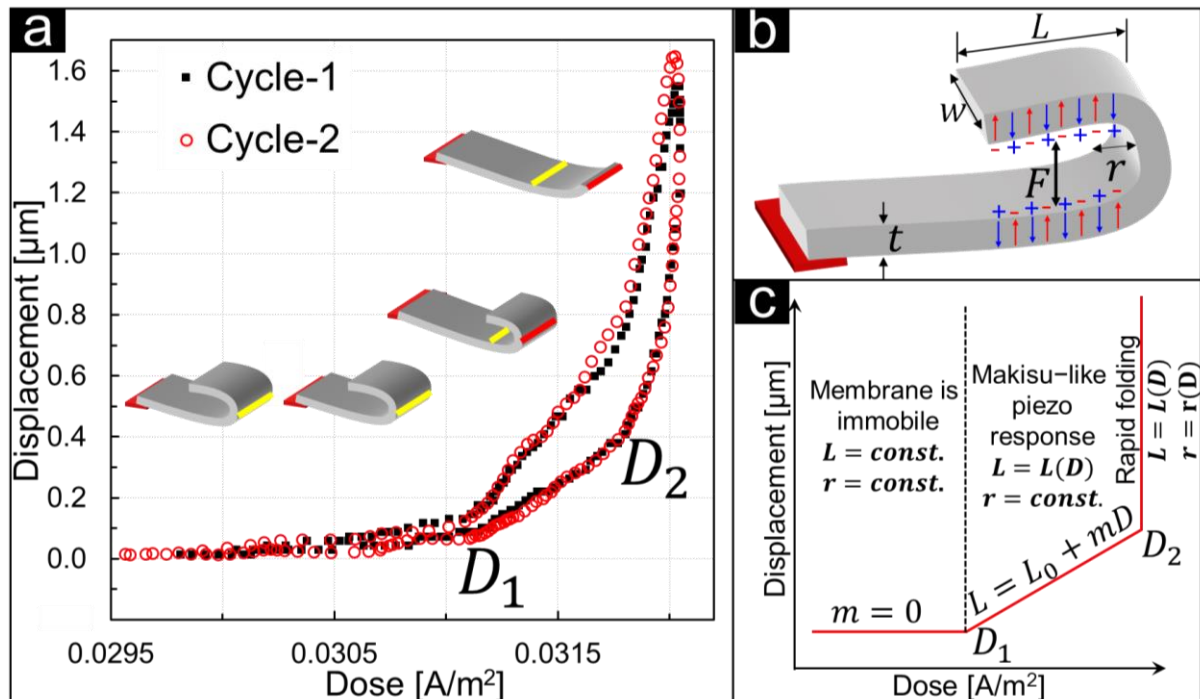 a
Cycle-1
Cycle-2
1.6
1.4
1.2
1.0
0.8
0.6
0.4
0.2
0.0
Displacement [µm]
D₁
D₂
0.0295
0.0305
0.0315
Dose [A/m²]
b
L
w
F
r
t
+ - + - + - + -
+ - + - + - + -
c
Displacement [µm]
Membrane is
immobile
L = const.
r = const.
Makisu-like
piezo
response
L = L(D)
r = const.
Rapid folding
L = L(D)
r = r(D)
m = 0
L = L₀ + mD
D₁
D₂
Dose [A/m²]